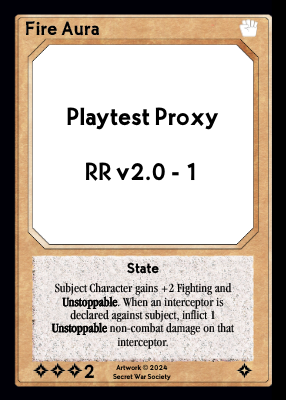 Fire Aura
Playtest Proxy
RR v2.0 - 1
State
Subject Character gains +2 Fighting and
Unstoppable. When an interceptor is
declared against subject, inflict 1
Unstoppable non-combat damage on that
interceptor.
2
Artwork © 2024
Secret War Society